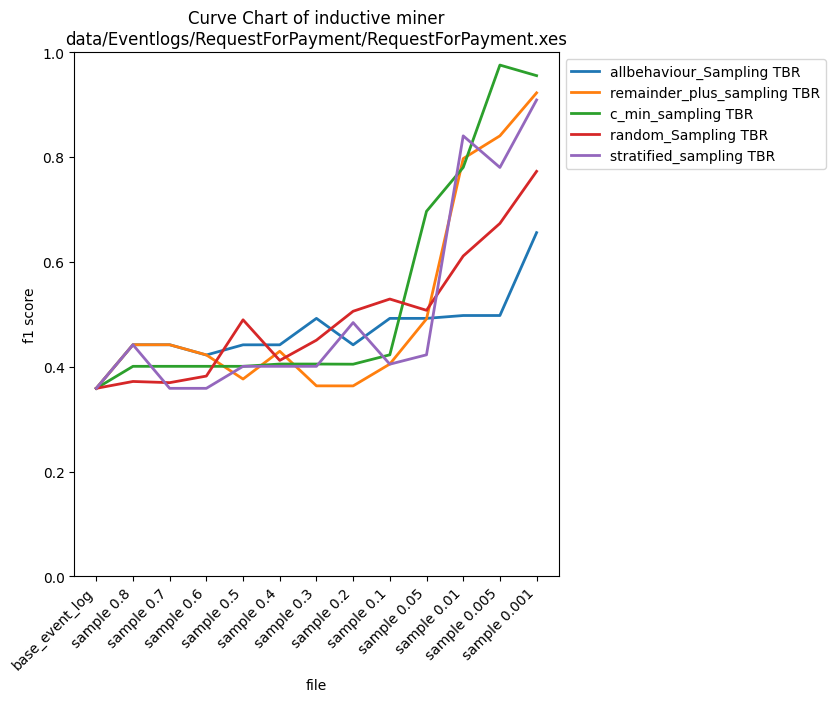 Curve Chart of inductive miner
data/Eventlogs/RequestForPayment/RequestForPayment.xes
1.0
0.8
0.6
0.4
0.2
0.0
f1 score
base_event_log
sample 0.8
sample 0.7
sample 0.6
sample 0.5
sample 0.4
sample 0.3
sample 0.2
sample 0.1
sample 0.05
sample 0.01
sample 0.005
sample 0.001
file
allbehaviour_Sampling TBR
remainder_plus_sampling TBR
c_min_sampling TBR
random_Sampling TBR
stratified_sampling TBR